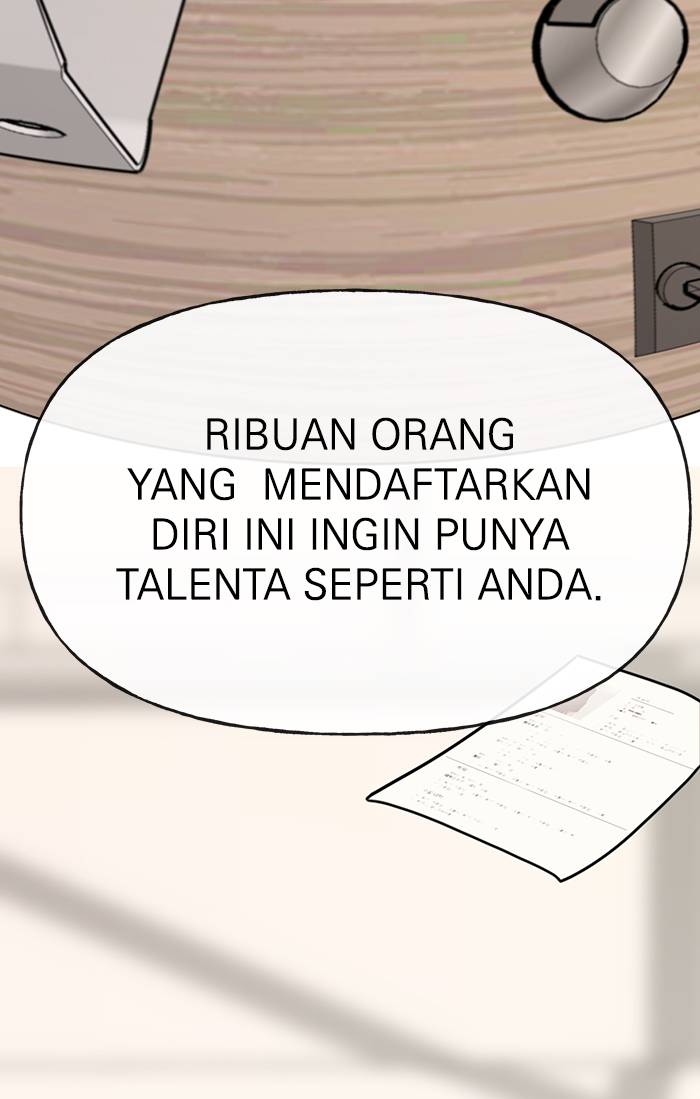 RIBUAN ORANG
YANG MENDAFTARKAN
DIRI INI INGIN PUNYA
TALENTA SEPERTI ANDA.